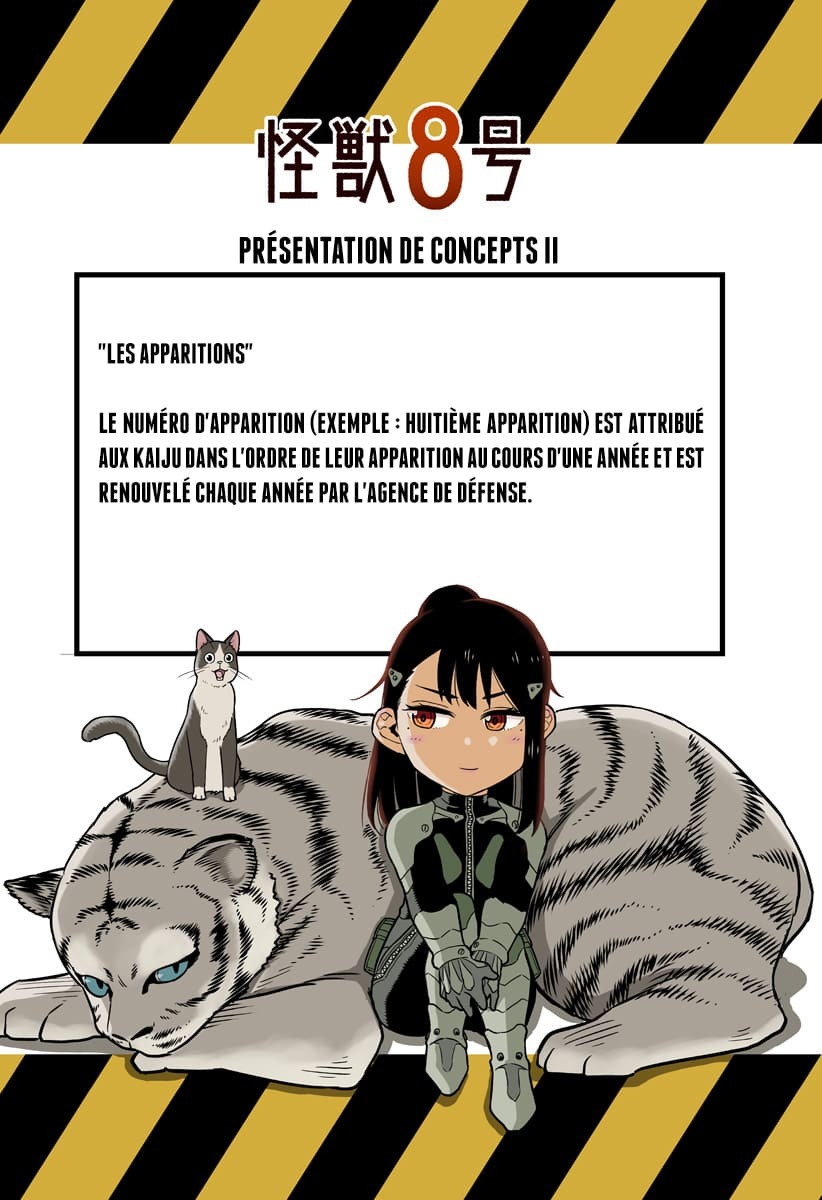 怪獣8号
PRÉSENTATION DE CONCEPTS II
"LES APPARITIONS"
LE NUMÉRO D'APPARITION (EXEMPLE : HUITIÈME APPARITION) EST ATTRIBUÉ
AUX KAIJU DANS L'ORDRE DE LEUR APPARITION AU COURS D'UNE ANNÉE ET EST
RENOUVELÉ CHAQUE ANNÉE PAR L'AGENCE DE DÉFENSE.